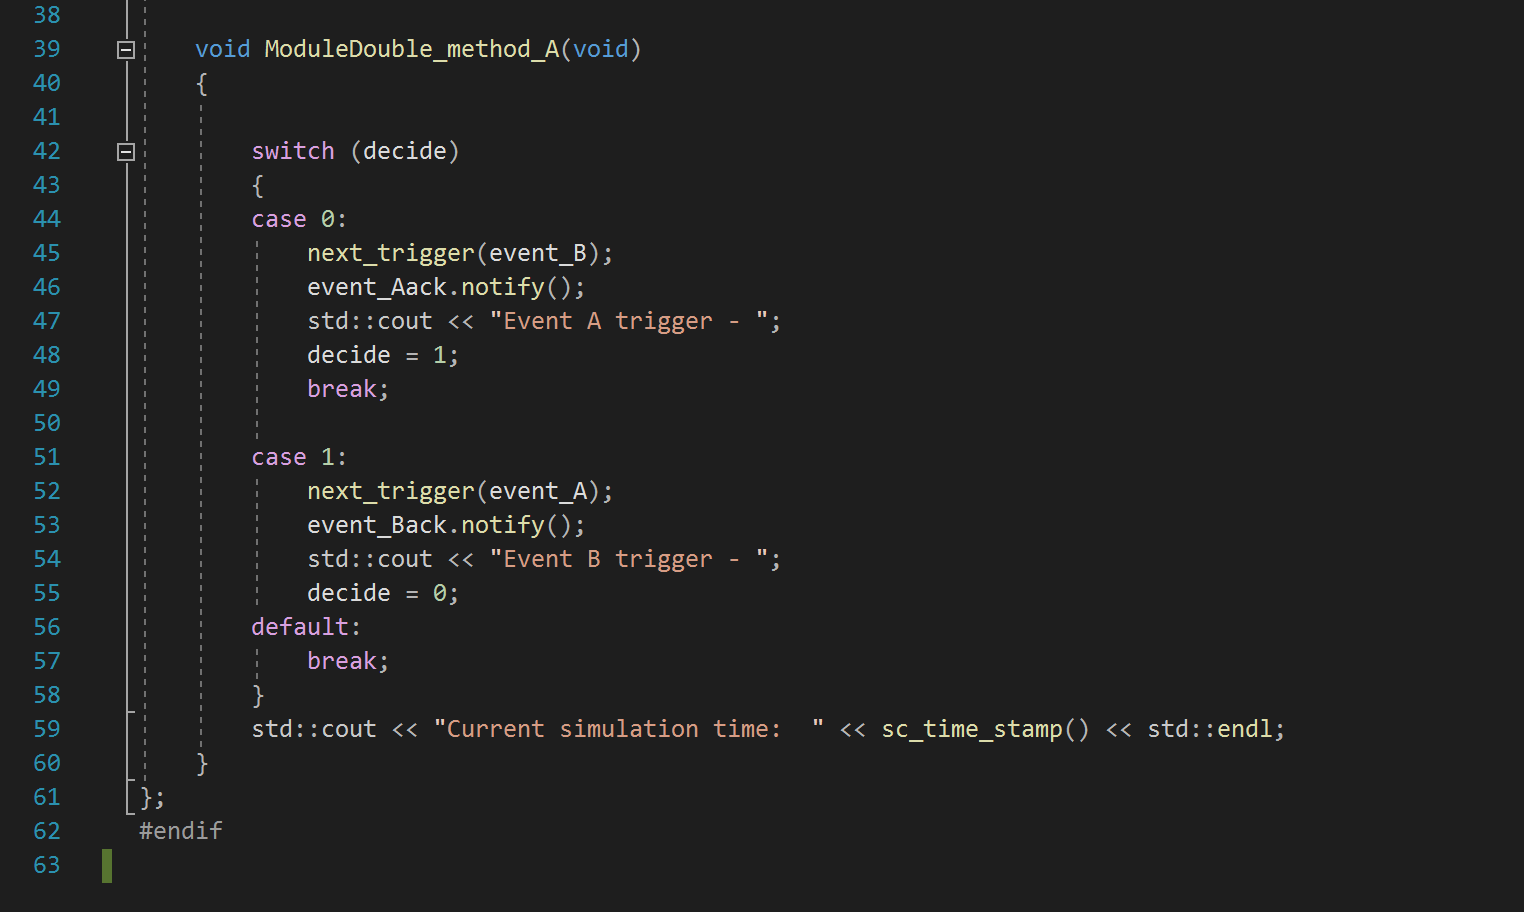 38
39 void ModuleDouble_method_A(void)
40 {
41
42 switch (decide)
43 {
44 case 0:
45 next_trigger(event_B);
46 event_Aack.notify();
47 std::cout << "Event A trigger - ";
48 decide = 1;
49 break;
50
51 case 1:
52 next_trigger(event_A);
53 event_Back.notify();
54 std::cout << "Event B trigger - ";
55 decide = 0;
56 default:
57 break;
58 }
59 std::cout << "Current simulation time:  " << sc_time_stamp() << std::endl;
60 }
61 };
62 #endif
63